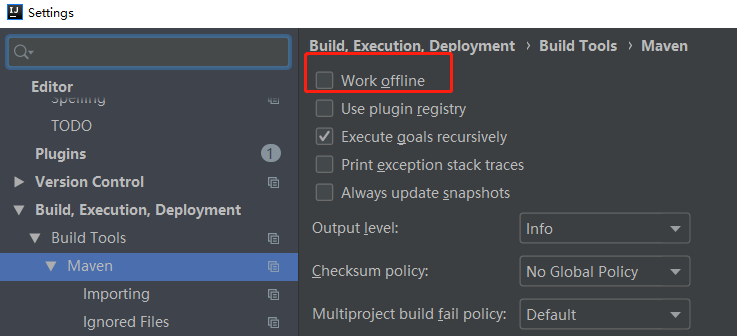 Settings
Editor
Spelling
TODO
Plugins 1
Version Control
Build, Execution, Deployment
Build Tools
Maven
Importing
Ignored Files
Build, Execution, Deployment › Build Tools › Maven
Work offline
Use plugin registry
Execute goals recursively
Print exception stack traces
Always update snapshots
Output level: Info
Checksum policy: No Global Policy
Multiproject build fail policy: Default